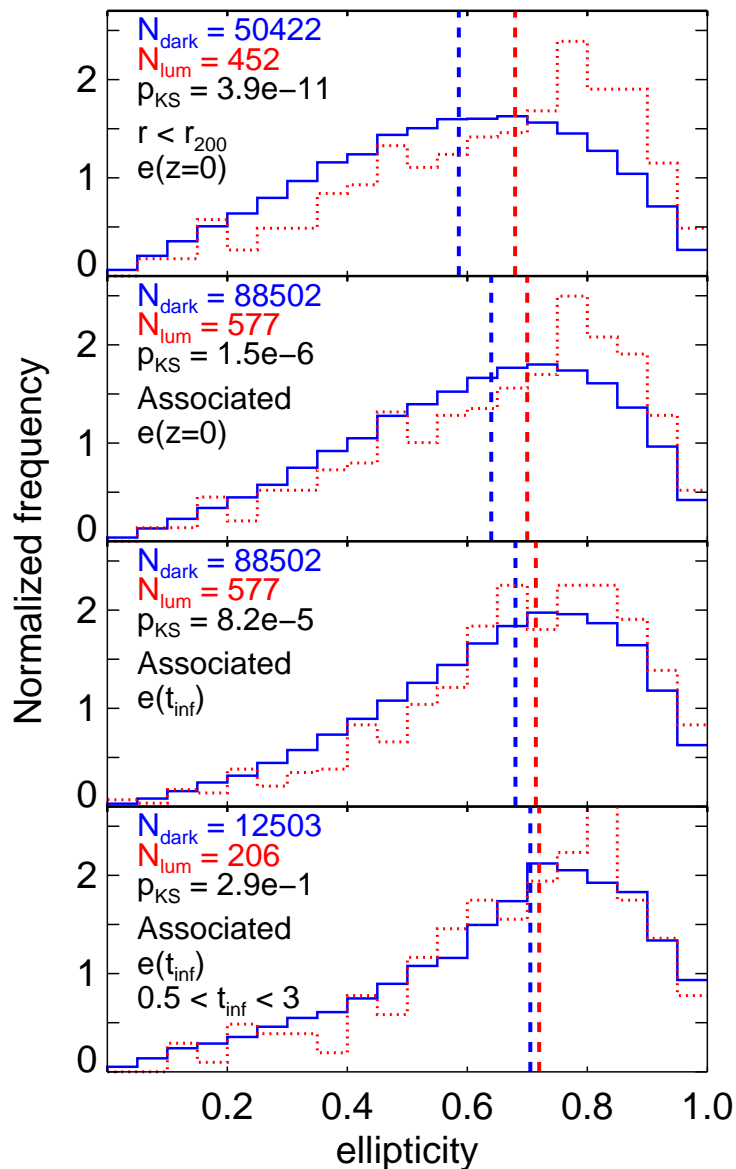 N_dark = 50422
N_lum = 452
p_KS = 3.9e−11
r < r_200
e(z=0)
2
1
0
N_dark = 88502
N_lum = 577
p_KS = 1.5e−6
Associated
e(z=0)
2
1
0
N_dark = 88502
N_lum = 577
p_KS = 8.2e−5
Associated
e(t_inf)
2
1
0
N_dark = 12503
N_lum = 206
p_KS = 2.9e−1
Associated
e(t_inf)
0.5 < t_inf < 3
2
1
0
Normalized frequency
0.2 0.4 0.6 0.8 1.0
ellipticity